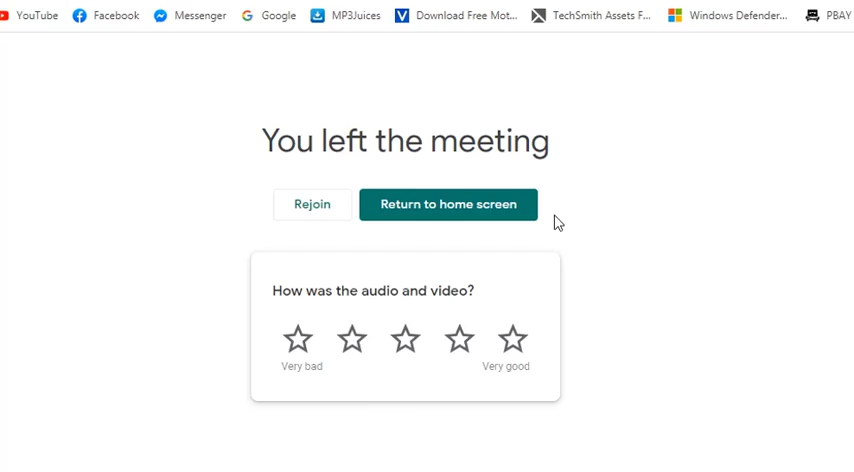 YouTube Facebook Messenger Google MP3Juices Download Free Mot... TechSmith Assets F... Windows Defender... PBAY
You left the meeting
Rejoin Return to home screen
How was the audio and video?
Very bad Very good